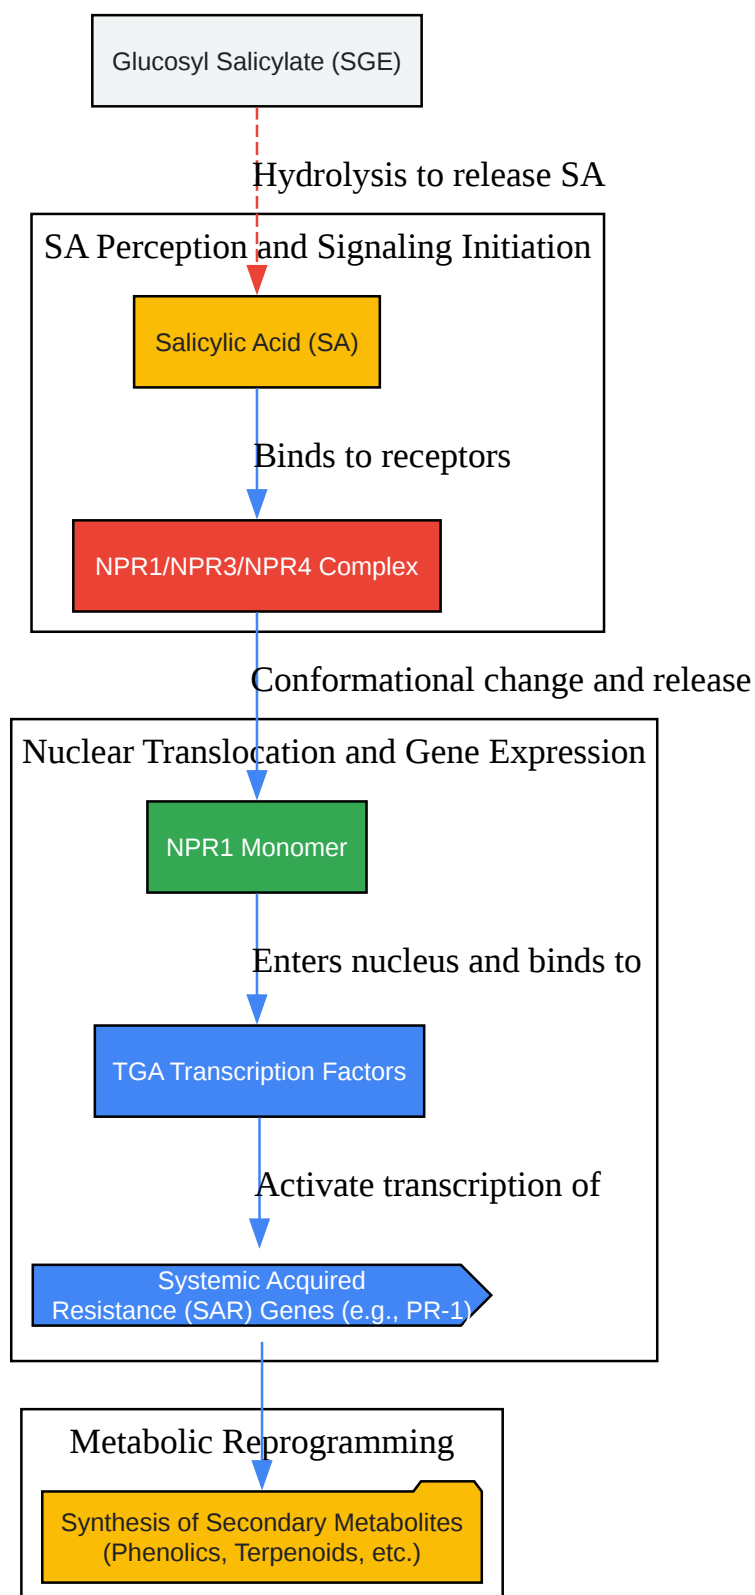 Glucosyl Salicylate (SGE)
Hydrolysis to release SA
SA Perception and Signaling Initiation
Salicylic Acid (SA)
Binds to receptors
NPR1/NPR3/NPR4 Complex
Conformational change and release
Nuclear Translocation and Gene Expression
NPR1 Monomer
Enters nucleus and binds to
TGA Transcription Factors
Activate transcription of
Systemic Acquired
Resistance (SAR) Genes (e.g., PR-1)
Metabolic Reprogramming
Synthesis of Secondary Metabolites
(Phenolics, Terpenoids, etc.)